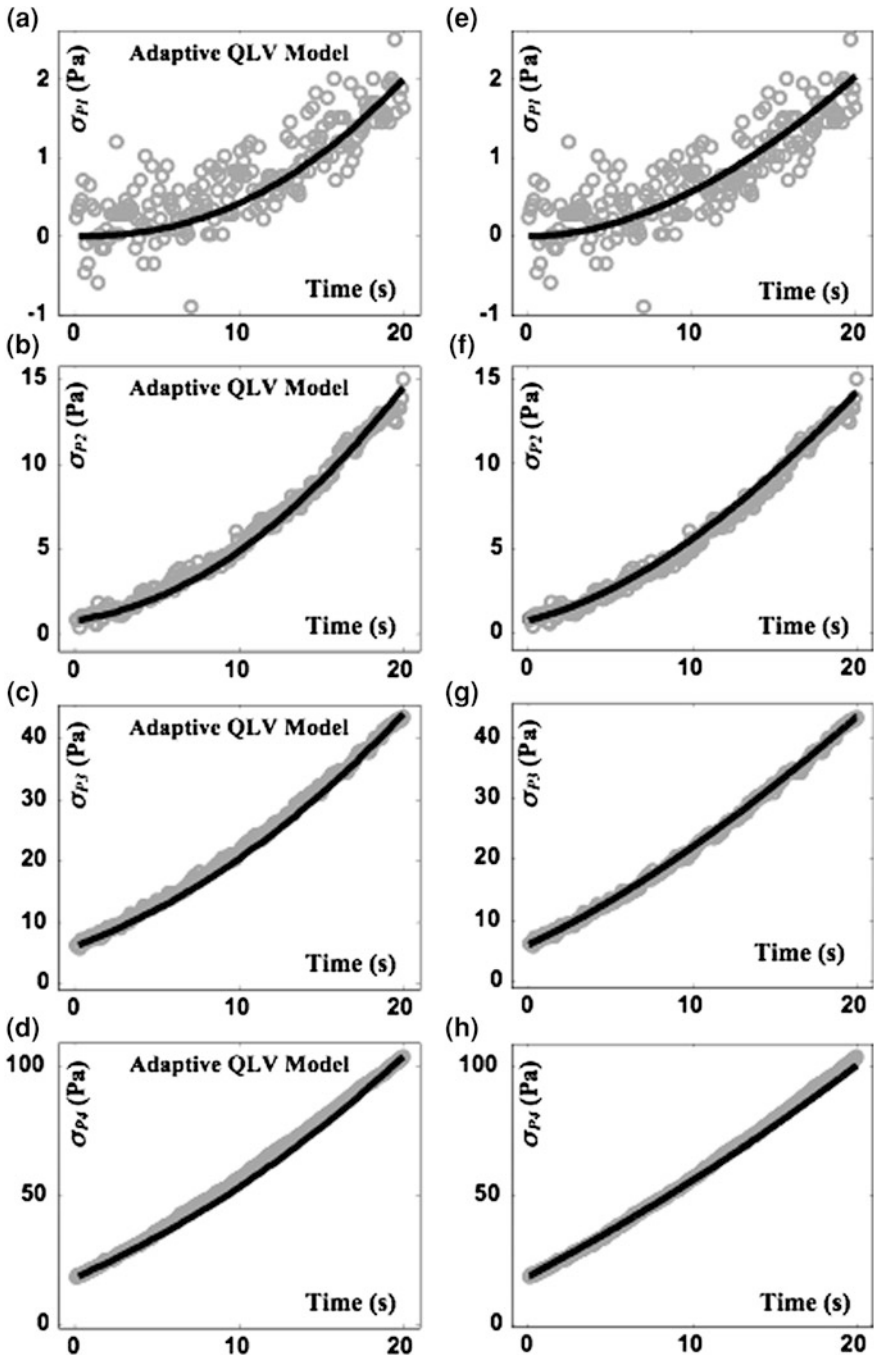 (a)
Adaptive QLV Model
σP1 (Pa)
2
1
0
-1
Time (s)
0
10
20
(e)
σP1 (Pa)
2
1
0
-1
Time (s)
0
10
20
(b)
Adaptive QLV Model
σP2 (Pa)
15
10
5
0
Time (s)
0
10
20
(f)
σP2 (Pa)
15
10
5
0
Time (s)
0
10
20
(c)
Adaptive QLV Model
σP3 (Pa)
40
30
20
10
0
Time (s)
0
10
20
(g)
σP3 (Pa)
40
30
20
10
0
Time (s)
0
10
20
(d)
Adaptive QLV Model
σP4 (Pa)
100
50
0
Time (s)
0
10
20
(h)
σP4 (Pa)
100
50
0
Time (s)
0
10
20